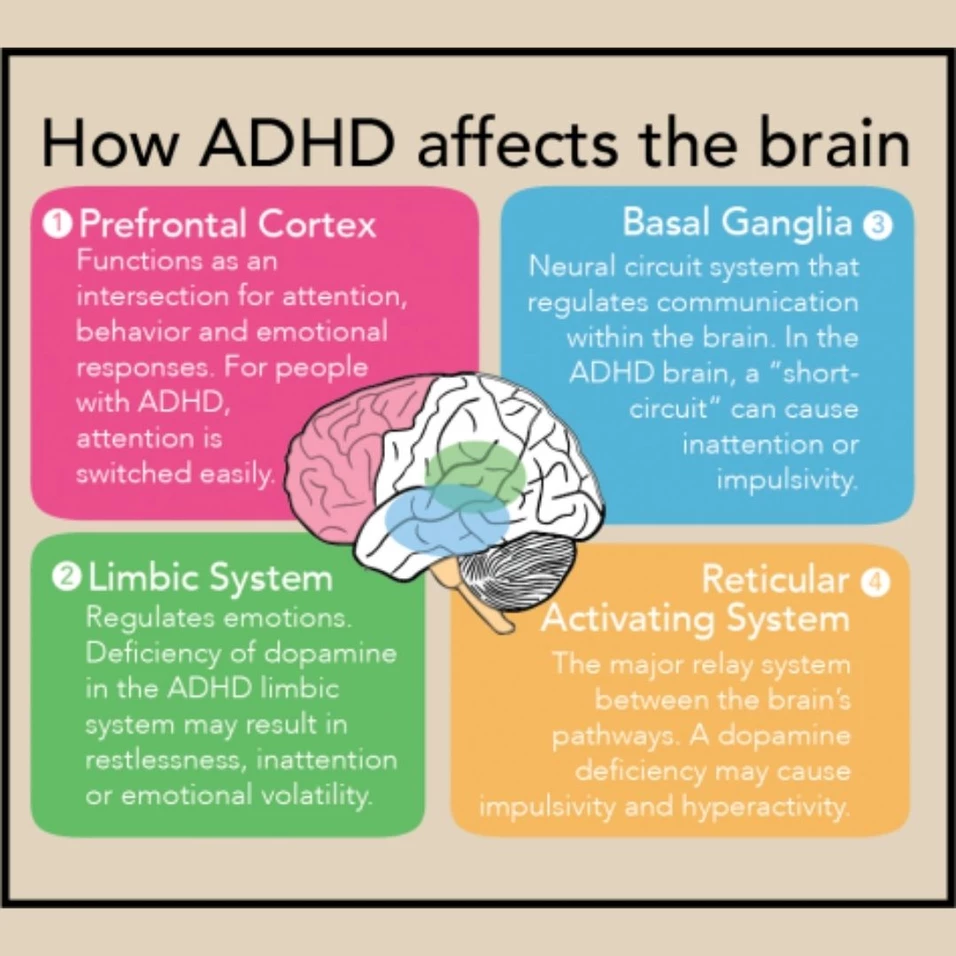 How ADHD affects the brain
1 Prefrontal Cortex
Functions as an
intersection for attention,
behavior and emotional
responses. For people
with ADHD,
attention is
switched easily.
2 Limbic System
Regulates emotions.
Deficiency of dopamine
in the ADHD limbic
system may result in
restlessness, inattention
or emotional volatility.
Basal Ganglia 3
Neural circuit system that
regulates communication
within the brain. In the
ADHD brain, a “short-
circuit” can cause
inattention or
impulsivity.
Reticular 4
Activating System
The major relay system
between the brain’s
pathways. A dopamine
deficiency may cause
impulsivity and hyperactivity.